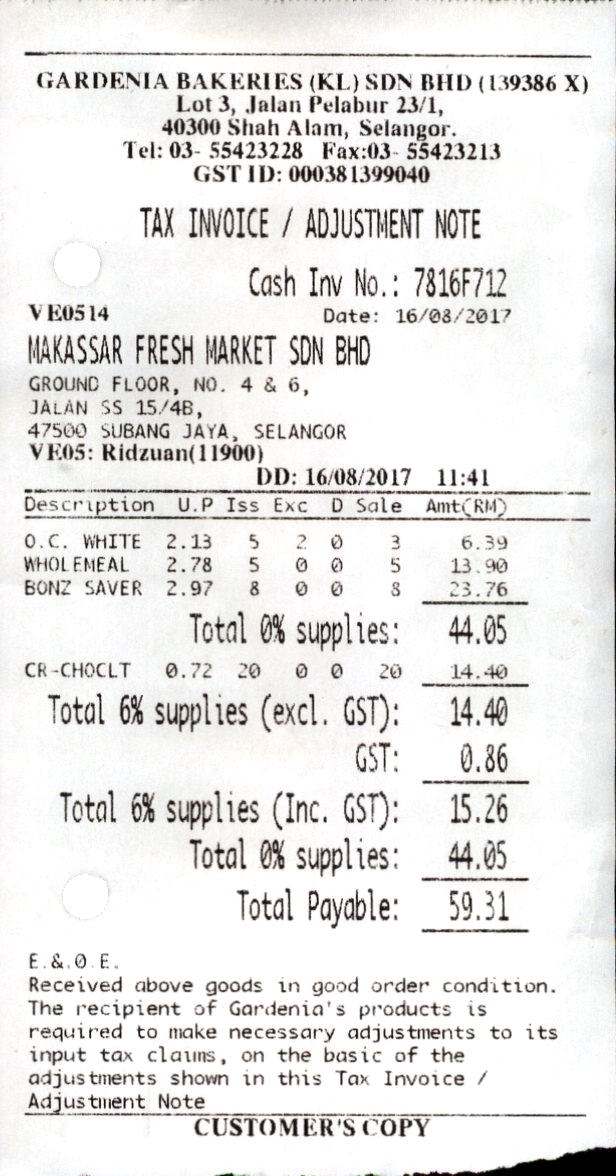 GARDENIA BAKERIES (KL) SDN BHD (139386 X)
Lot 3, Jalan Pelabur 23/1,
40300 Shah Alam, Selangor.
Tel: 03- 55423228 Fax:03- 55423213
GST ID: 000381399040
TAX INVOICE / ADJUSTMENT NOTE
Cash Inv No.: 7816F712
VE0514 Date: 16/08/2017
MAKASSAR FRESH MARKET SDN BHD
GROUND FLOOR, NO. 4 & 6,
JALAN SS 15/4B,
47500 SUBANG JAYA, SELANGOR
VE05: Ridzuan(11900)
DD: 16/08/2017 11:41
Description U.P Iss Exc D Sale Amt(RM)
O.C. WHITE 2.13 5 2 0 3 6.39
WHOLEMEAL 2.78 5 0 0 5 13.90
BONZ SAVER 2.97 8 0 0 8 23.76
Total 0% supplies: 44.05
CR-CHOCLT 0.72 20 0 0 20 14.40
Total 6% supplies (excl. GST): 14.40
GST: 0.86
Total 6% supplies (Inc. GST): 15.26
Total 0% supplies: 44.05
Total Payable: 59.31
E.&.O.E.
Received above goods in good order condition.
The recipient of Gardenia's products is
required to make necessary adjustments to its
input tax claims, on the basic of the
adjustments shown in this Tax Invoice /
Adjustment Note
CUSTOMER'S COPY